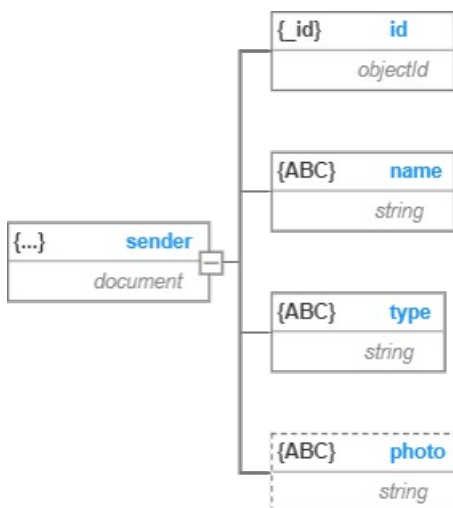 {_id} id
objectId
{ABC} name
string
{...} sender
document
{ABC} type
string
{ABC} photo
string